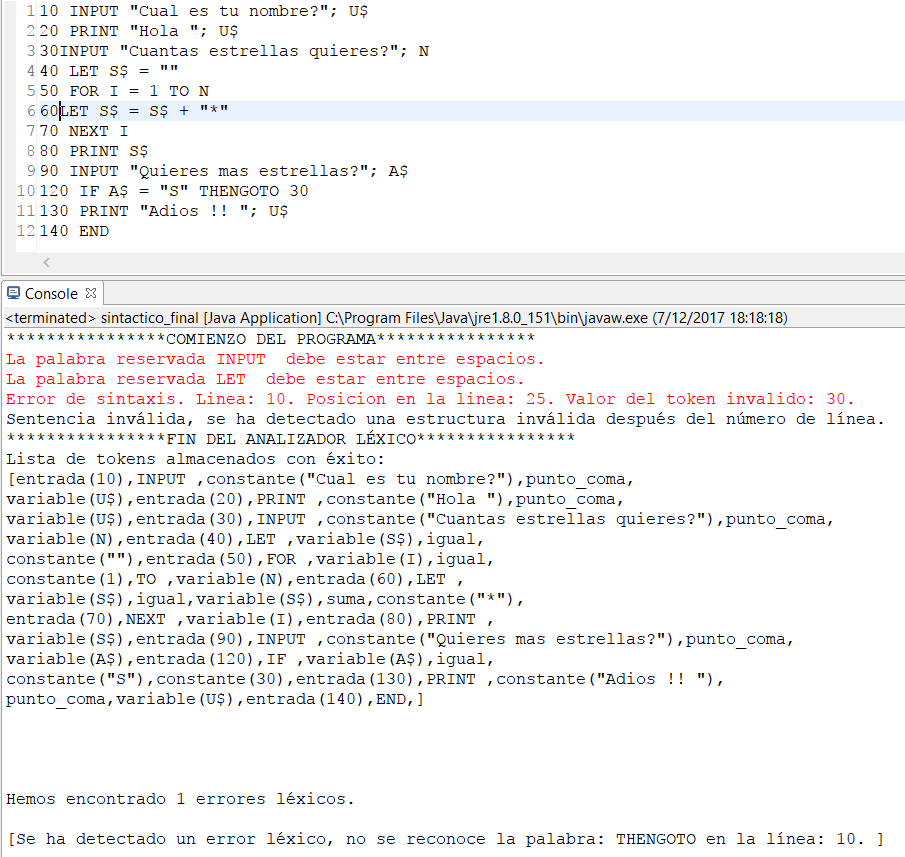 1 10 INPUT "Cual es tu nombre?"; U$
2 20 PRINT "Hola "; U$
3 30INPUT "Cuantas estrellas quieres?"; N
4 40 LET S$ = ""
5 50 FOR I = 1 TO N
6 60LET S$ = S$ + "*"
7 70 NEXT I
8 80 PRINT S$
9 90 INPUT "Quieres mas estrellas?"; A$
10 120 IF A$ = "S" THENGOTO 30
11 130 PRINT "Adios !! "; U$
12 140 END
Console
<terminated> sintactico_final [Java Application] C:\Program Files\Java\jre1.8.0_151\bin\javaw.exe (7/12/2017 18:18:18)
****************COMIENZO DEL PROGRAMA****************
La palabra reservada INPUT  debe estar entre espacios.
La palabra reservada LET  debe estar entre espacios.
Error de sintaxis. Linea: 10. Posicion en la linea: 25. Valor del token invalido: 30.
Sentencia inválida, se ha detectado una estructura inválida después del número de línea.
****************FIN DEL ANALIZADOR LÉXICO****************
Lista de tokens almacenados con éxito:
[entrada(10),INPUT ,constante("Cual es tu nombre?"),punto_coma,
variable(U$),entrada(20),PRINT ,constante("Hola "),punto_coma,
variable(U$),entrada(30),INPUT ,constante("Cuantas estrellas quieres?"),punto_coma,
variable(N),entrada(40),LET ,variable(S$),igual,
constante(""),entrada(50),FOR ,variable(I),igual,
constante(1),TO ,variable(N),entrada(60),LET ,
variable(S$),igual,variable(S$),suma,constante("*"),
entrada(70),NEXT ,variable(I),entrada(80),PRINT ,
variable(S$),entrada(90),INPUT ,constante("Quieres mas estrellas?"),punto_coma,
variable(A$),entrada(120),IF ,variable(A$),igual,
constante("S"),constante(30),entrada(130),PRINT ,constante("Adios !! "),
punto_coma,variable(U$),entrada(140),END,]
Hemos encontrado 1 errores léxicos.
[Se ha detectado un error léxico, no se reconoce la palabra: THENGOTO en la línea: 10. ]